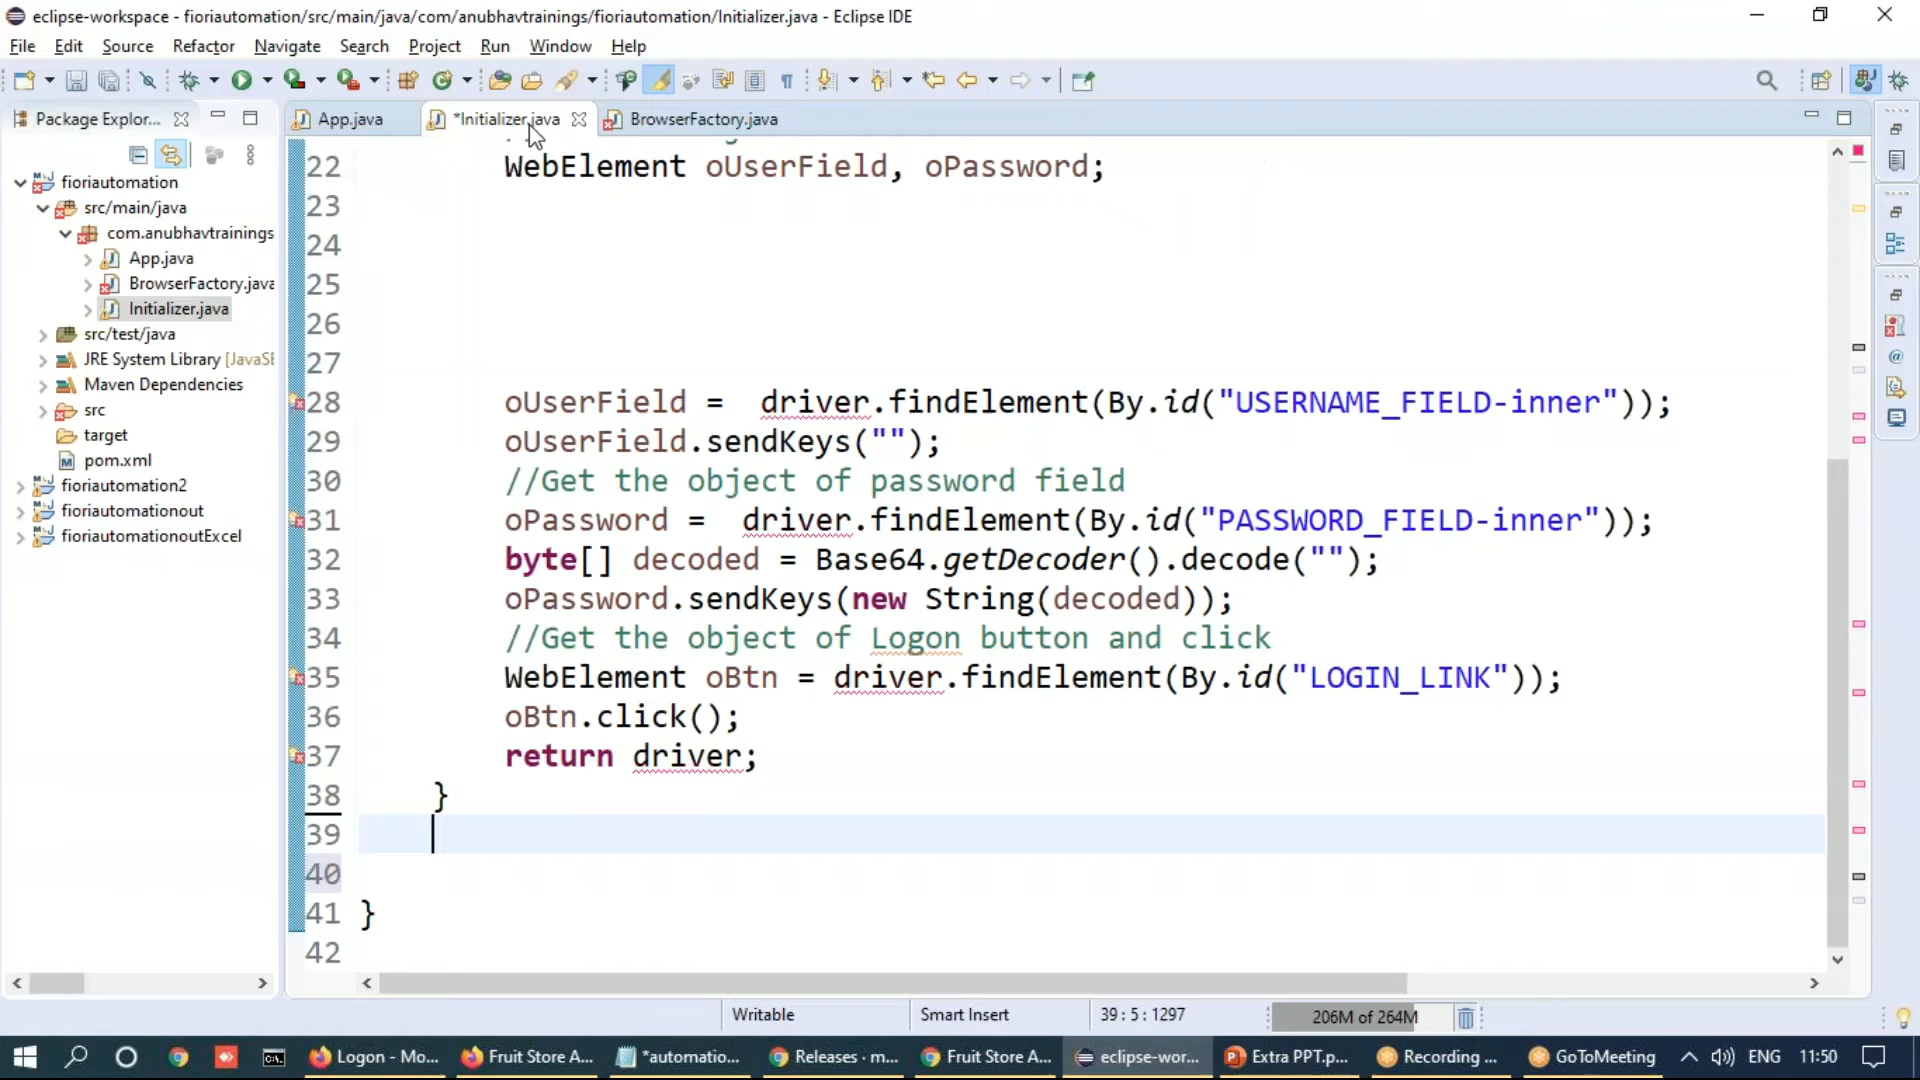 eclipse-workspace - fioriautomation/src/main/java/com/anubhavtrainings/fioriautomation/Initializer.java - Eclipse IDE
File Edit Source Refactor Navigate Search Project Run Window Help
Package Explor...
App.java
*Initializer.java
BrowserFactory.java
fioriautomation
src/main/java
com.anubhavtrainings
App.java
BrowserFactory.java
Initializer.java
src/test/java
JRE System Library [JavaSE
Maven Dependencies
src
target
pom.xml
fioriautomation2
fioriautomationout
fioriautomationoutExcel
22 WebElement oUserField, oPassword;
23
24
25
26
27
28 oUserField = driver.findElement(By.id("USERNAME_FIELD-inner"));
29 oUserField.sendKeys("");
30 //Get the object of password field
31 oPassword = driver.findElement(By.id("PASSWORD_FIELD-inner"));
32 byte[] decoded = Base64.getDecoder().decode("");
33 oPassword.sendKeys(new String(decoded));
34 //Get the object of Logon button and click
35 WebElement oBtn = driver.findElement(By.id("LOGIN_LINK"));
36 oBtn.click();
37 return driver;
38 }
39
40
41 }
42
Writable Smart Insert 39 : 5 : 1297 206M of 264M
Logon - Mo... Fruit Store A... *automatio... Releases · m... Fruit Store A... eclipse-wor... Extra PPT.p... Recording ... GoToMeeting ENG 11:50